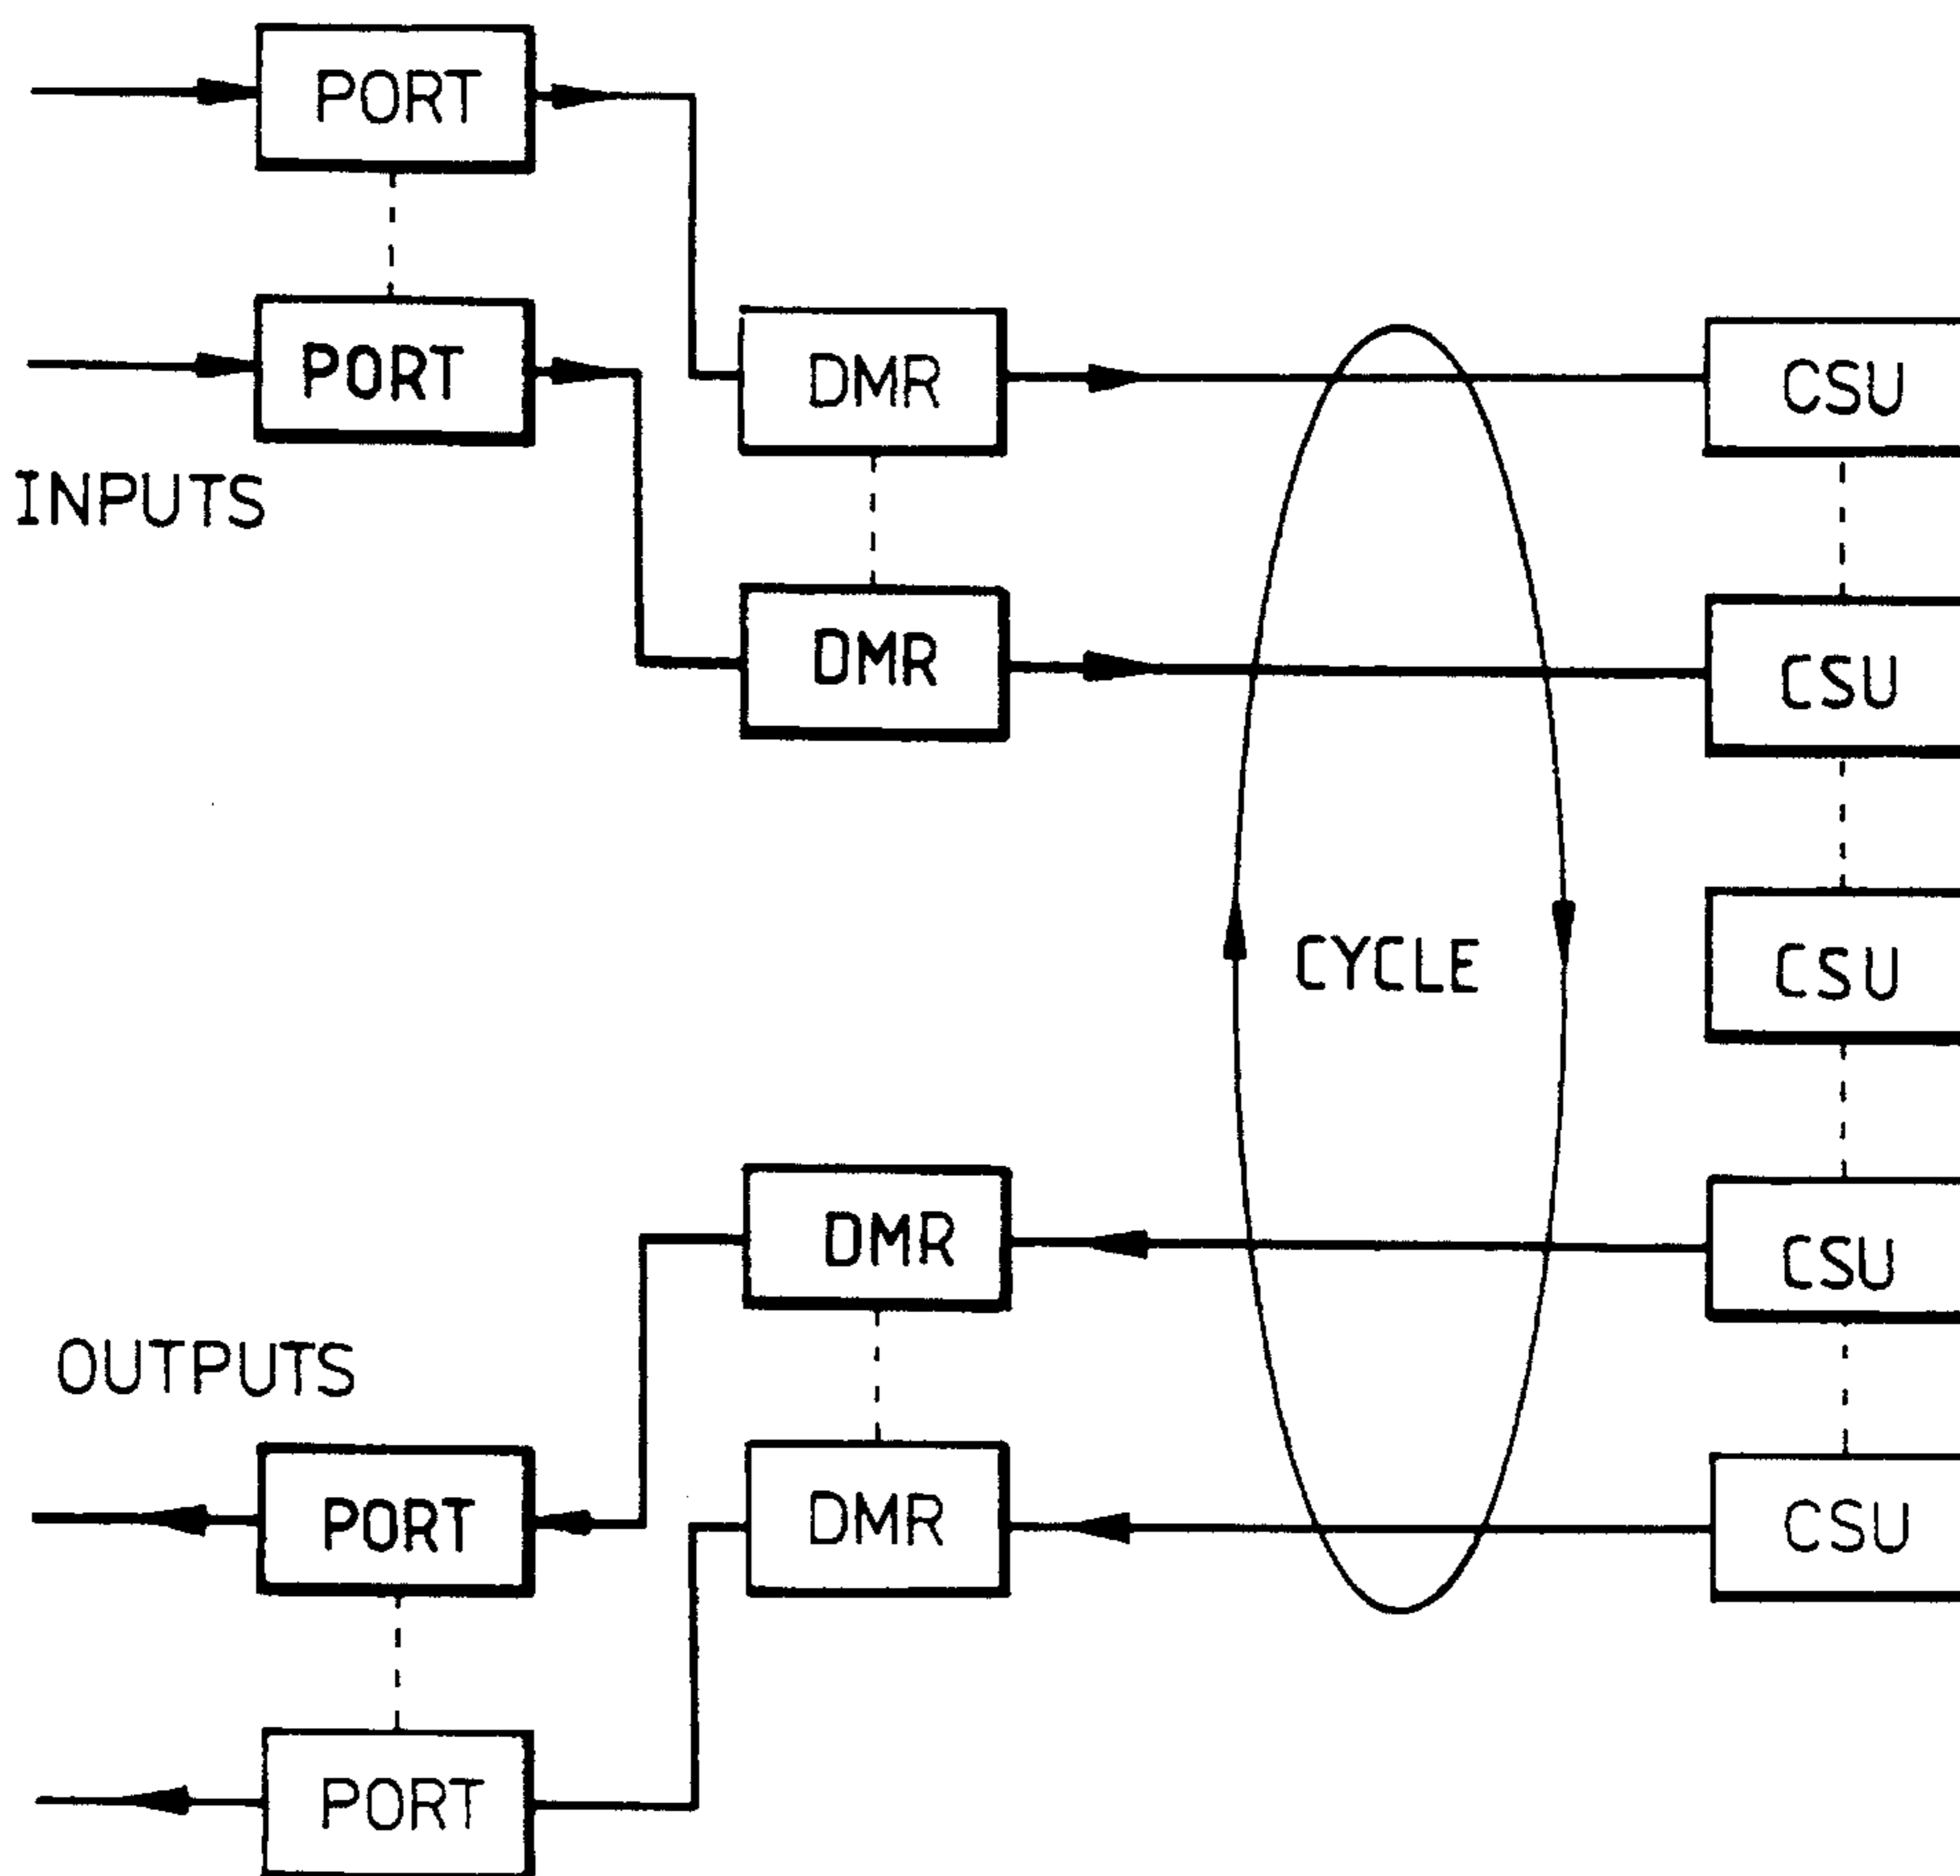 PORT
PORT
INPUTS
DMR
CSU
DMR
CSU
CYCLE
CSU
DMR
CSU
OUTPUTS
PORT
DMR
CSU
PORT